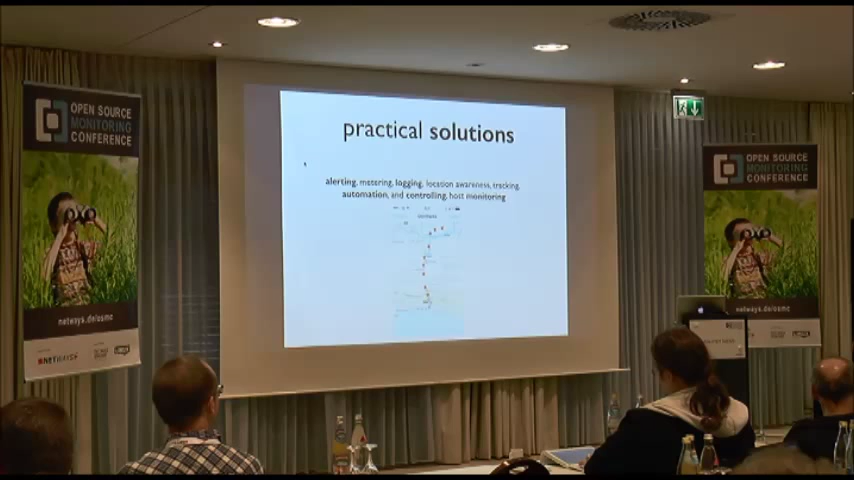 OPEN SOURCE
MONITORING
CONFERENCE
netways.de/osmc
NETWAYS
practical solutions
alerting, metering, logging, location awareness, tracking,
automation, and controlling, host monitoring
OPEN SOURCE
MONITORING
CONFERENCE
netways.de/osmc